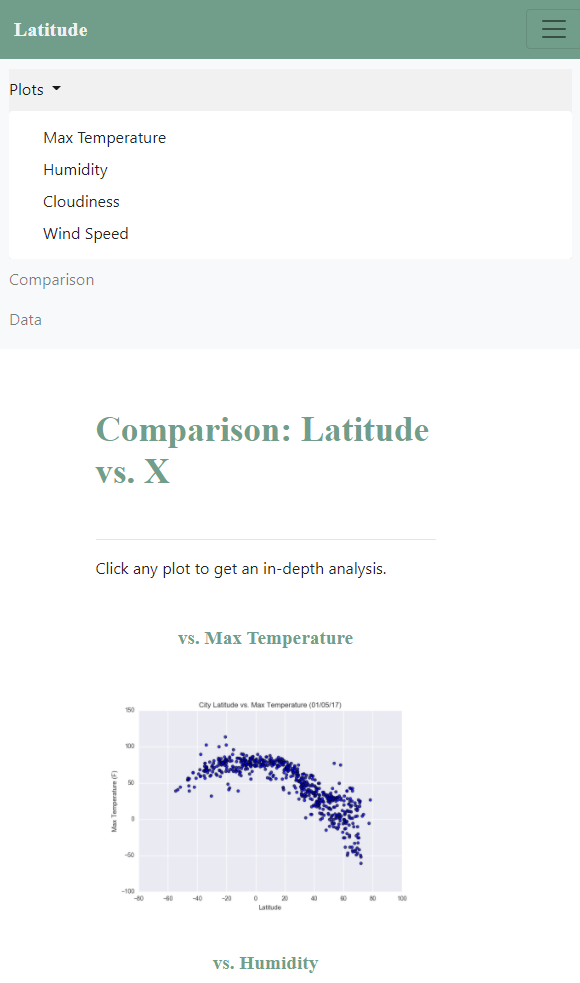 Latitude
Plots
Max Temperature
Humidity
Cloudiness
Wind Speed
Comparison
Data
Comparison: Latitude
vs. X
Click any plot to get an in-depth analysis.
vs. Max Temperature
City Latitude vs. Max Temperature (01/05/17)
150
100
50
0
−50
−100
Max Temperature (F)
−80 −60 −40 −20 0 20 40 60 80 100
Latitude
vs. Humidity